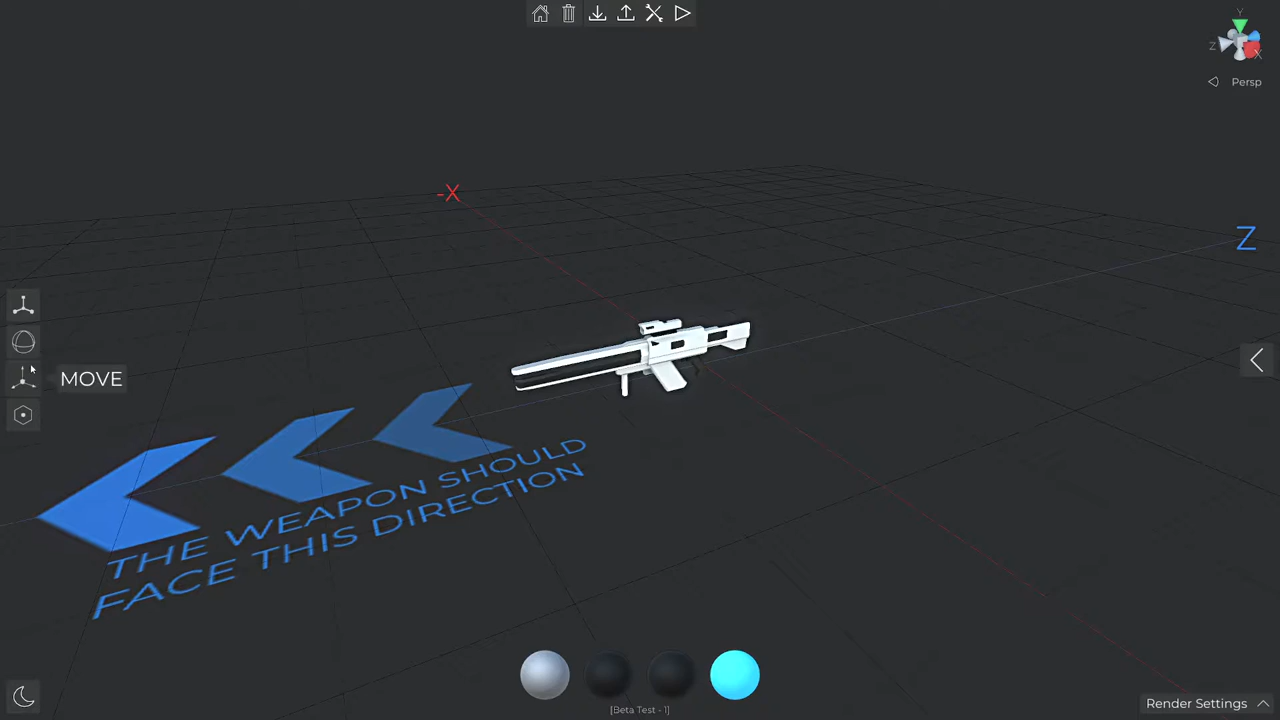 Y
Z
X
Persp
-X
Z
MOVE
THE WEAPON SHOULD
FACE THIS DIRECTION
Render Settings
[Beta Test - 1]